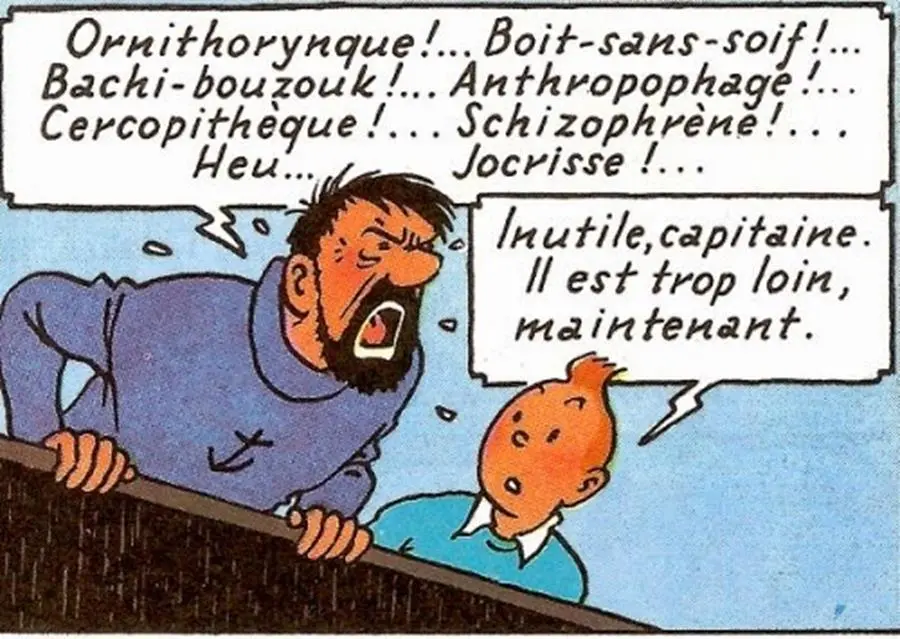 Ornithorynque!... Boit-sans-soif!...
Bachi-bouzouk!... Anthropophage!...
Cercopithèque!... Schizophrène!...
Heu... Jocrisse!...
Inutile, capitaine.
Il est trop loin,
maintenant.